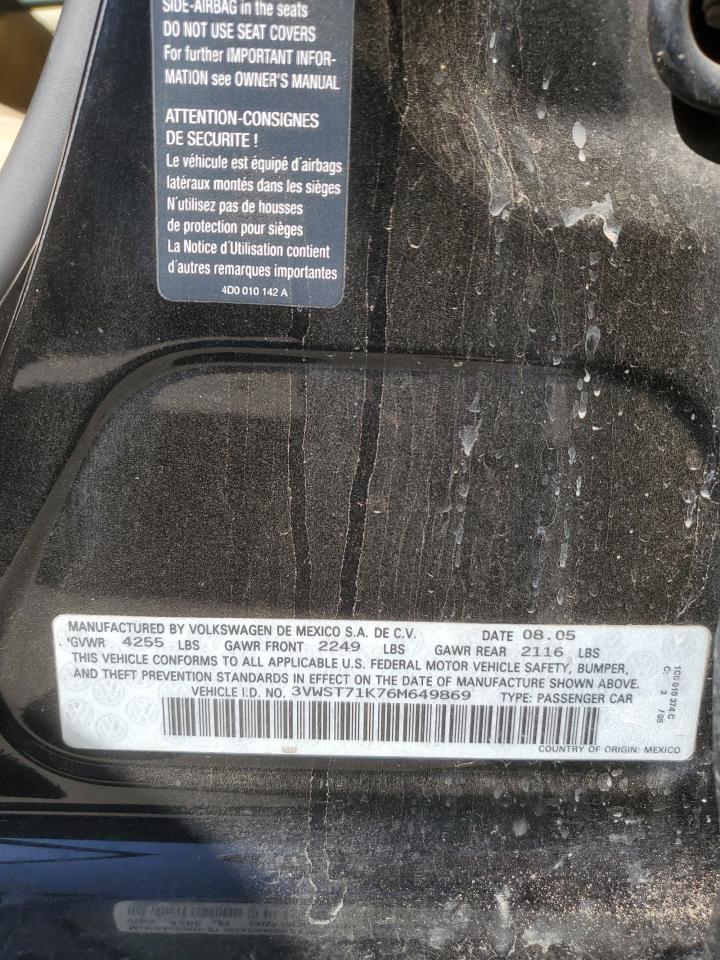 SIDE-AIRBAG in the seats
DO NOT USE SEAT COVERS
For further IMPORTANT INFOR-
MATION see OWNER'S MANUAL
ATTENTION-CONSIGNES
DE SECURITE !
Le véhicule est équipé d'airbags
latéraux montés dans les sièges
N'utilisez pas de housses
de protection pour sièges
La Notice d'Utilisation contient
d'autres remarques importantes
4D0 010 142 A
MANUFACTURED BY VOLKSWAGEN DE MEXICO S.A. DE C.V. DATE 08.05
*GVWR 4255 LBS GAWR FRONT 2249 LBS GAWR REAR 2116 LBS
THIS VEHICLE CONFORMS TO ALL APPLICABLE U.S. FEDERAL MOTOR VEHICLE SAFETY, BUMPER,
AND THEFT PREVENTION STANDARDS IN EFFECT ON THE DATE OF MANUFACTURE SHOWN ABOVE.
VEHICLE I.D. NO. 3VWST71K76M649869 TYPE: PASSENGER CAR
COUNTRY OF ORIGIN: MEXICO
1C0 010 374 C
C. 3 / 05